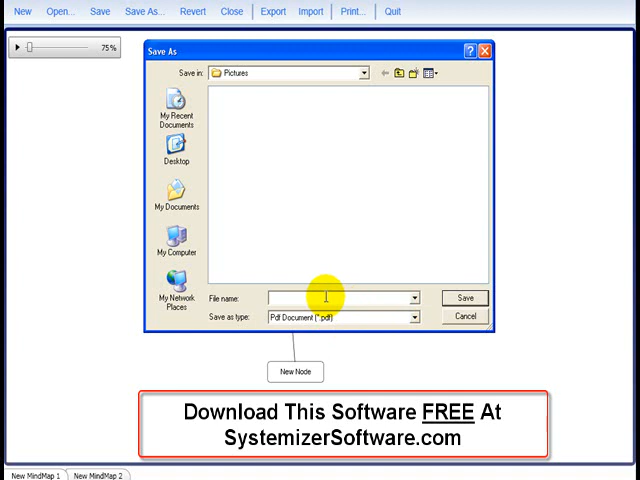 New Open... Save Save As... Revert Close Export Import Print... Quit
75%
Save As
Save in: Pictures
My Recent
Documents
Desktop
My Documents
My Computer
My Network
Places
File name:
Save
Save as type: Pdf Document (*.pdf)
Cancel
New Node
Download This Software FREE At
SystemizerSoftware.com
New MindMap 1 New MindMap 2